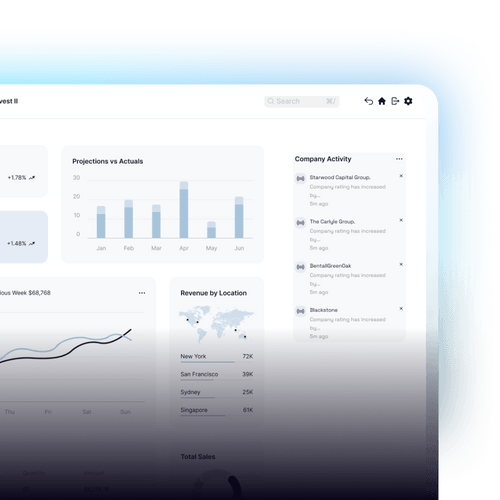 vest II
Search
⌘/
+1.78%
+1.48%
Projections vs Actuals
30
20
10
0
Jan Feb Mar Apr May Jun
Company Activity
Starwood Capital Group.
Company rating has increased
by...
5m ago
The Carlyle Group.
Company rating has increased
by...
5m ago
BentallGreenOak
Company rating has increased
by...
5m ago
Blackstone
Company rating has increased
by...
5m ago
ious Week $68,768
Thu Fri Sat Sun
Revenue by Location
New York 72K
San Francisco 39K
Sydney 25K
Singapore 61K
Total Sales